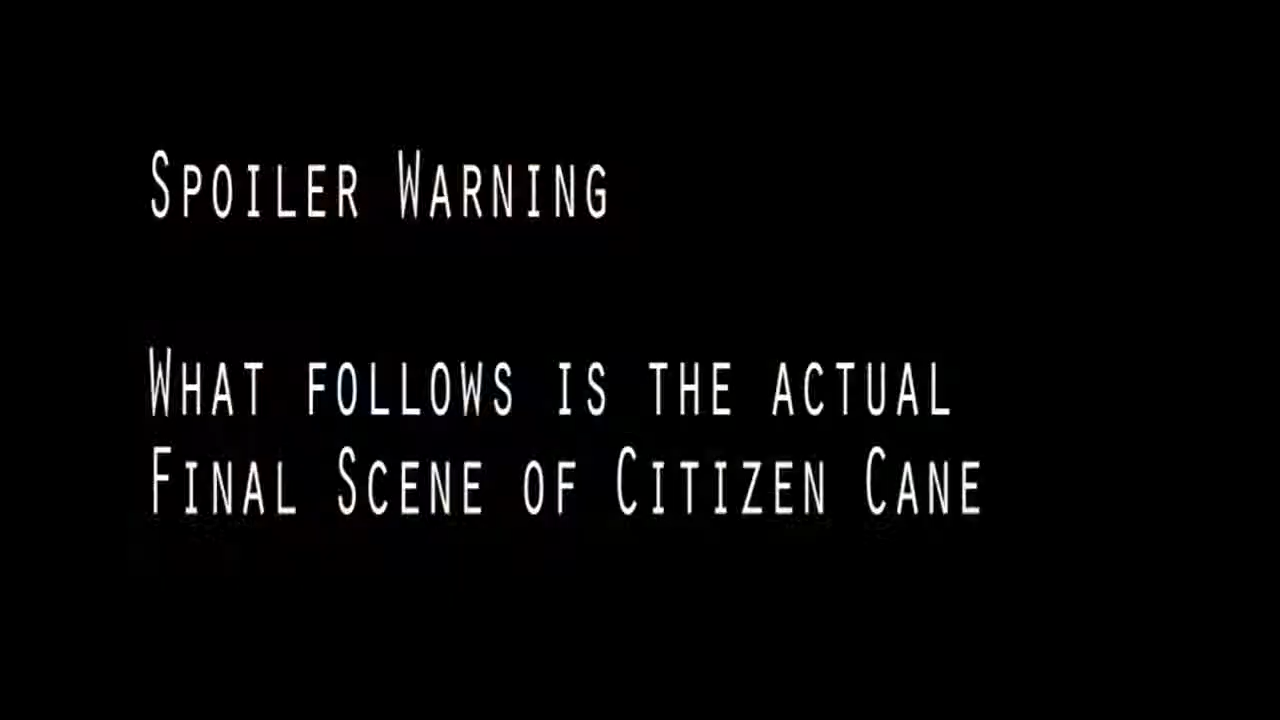 Spoiler Warning
What follows is the actual
Final Scene of Citizen Cane